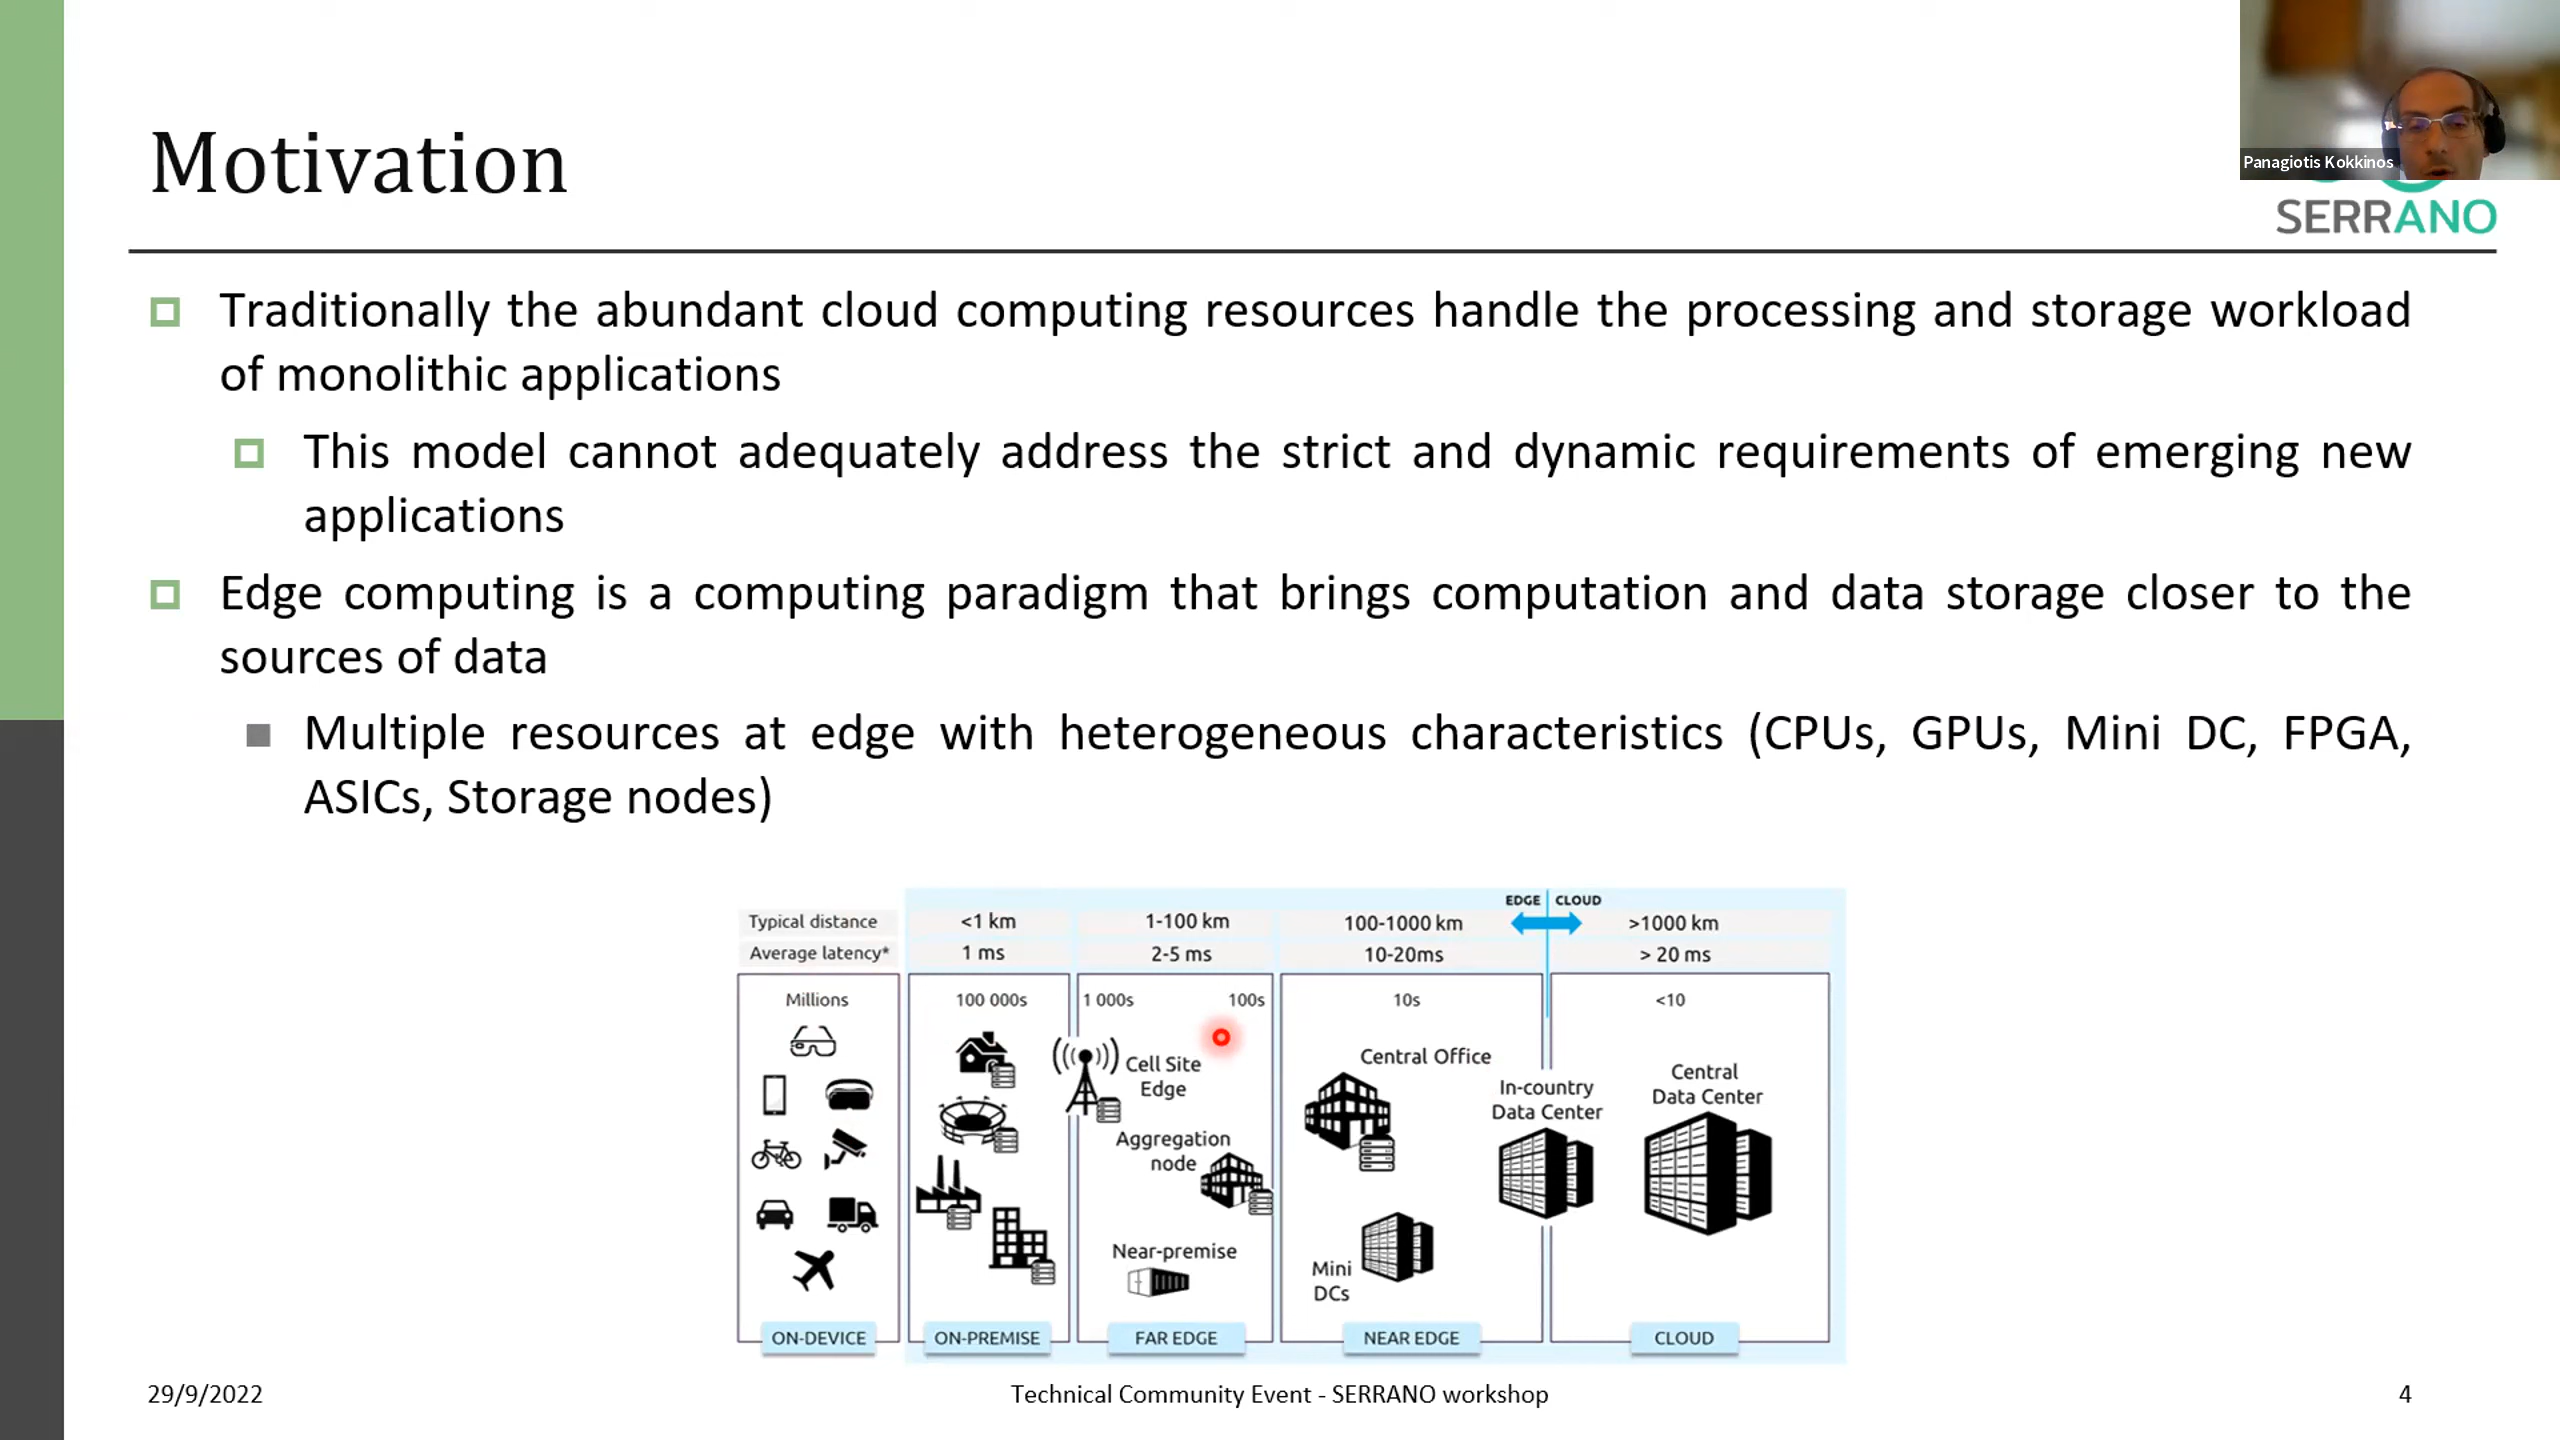 Panagiotis Kokkinos
Motivation
SERRANO
Traditionally the abundant cloud computing resources handle the processing and storage workload
of monolithic applications
This model cannot adequately address the strict and dynamic requirements of emerging new
applications
Edge computing is a computing paradigm that brings computation and data storage closer to the
sources of data
Multiple resources at edge with heterogeneous characteristics (CPUs, GPUs, Mini DC, FPGA,
ASICs, Storage nodes)
EDGE CLOUD
Typical distance <1 km 1-100 km 100-1000 km >1000 km
Average latency* 1 ms 2-5 ms 10-20ms > 20 ms
Millions 100 000s 1 000s 100s 10s <10
Cell Site
Edge
Aggregation
node
Near-premise
Central Office
Mini
DCs
In-country
Data Center
Central
Data Center
ON-DEVICE ON-PREMISE FAR EDGE NEAR EDGE CLOUD
29/9/2022 Technical Community Event - SERRANO workshop 4